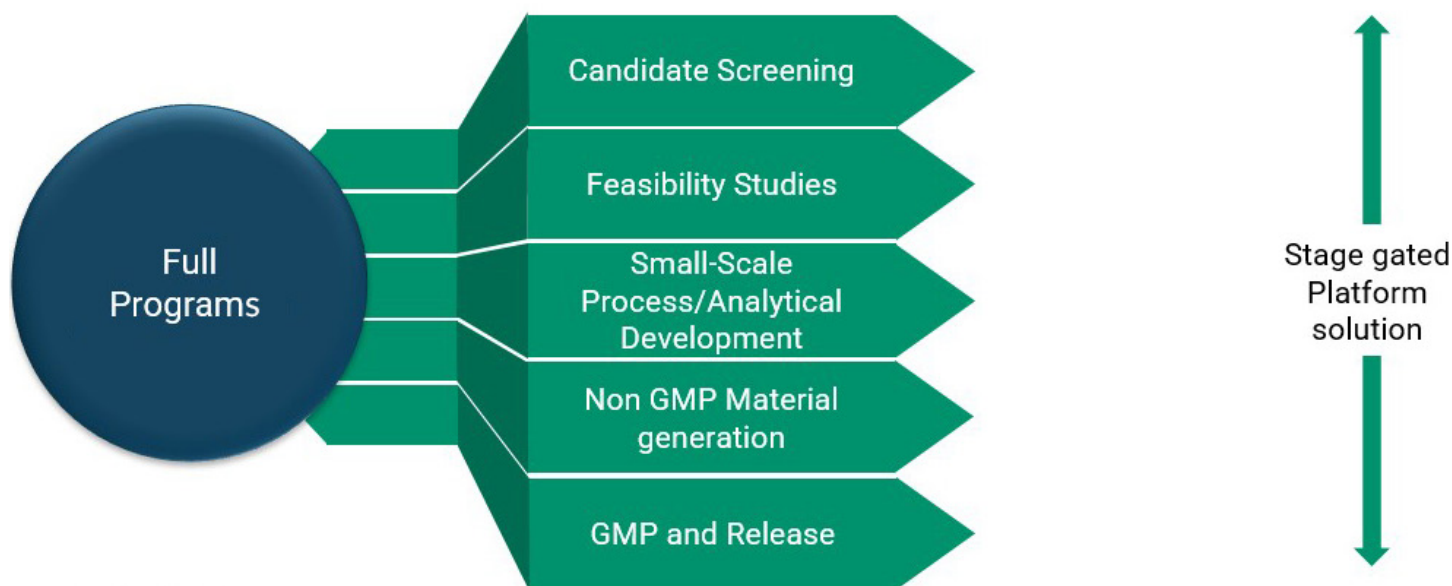 Full
Programs
Candidate Screening
Feasibility Studies
Small-Scale
Process/Analytical
Development
Non GMP Material
generation
GMP and Release
Stage gated
Platform
solution